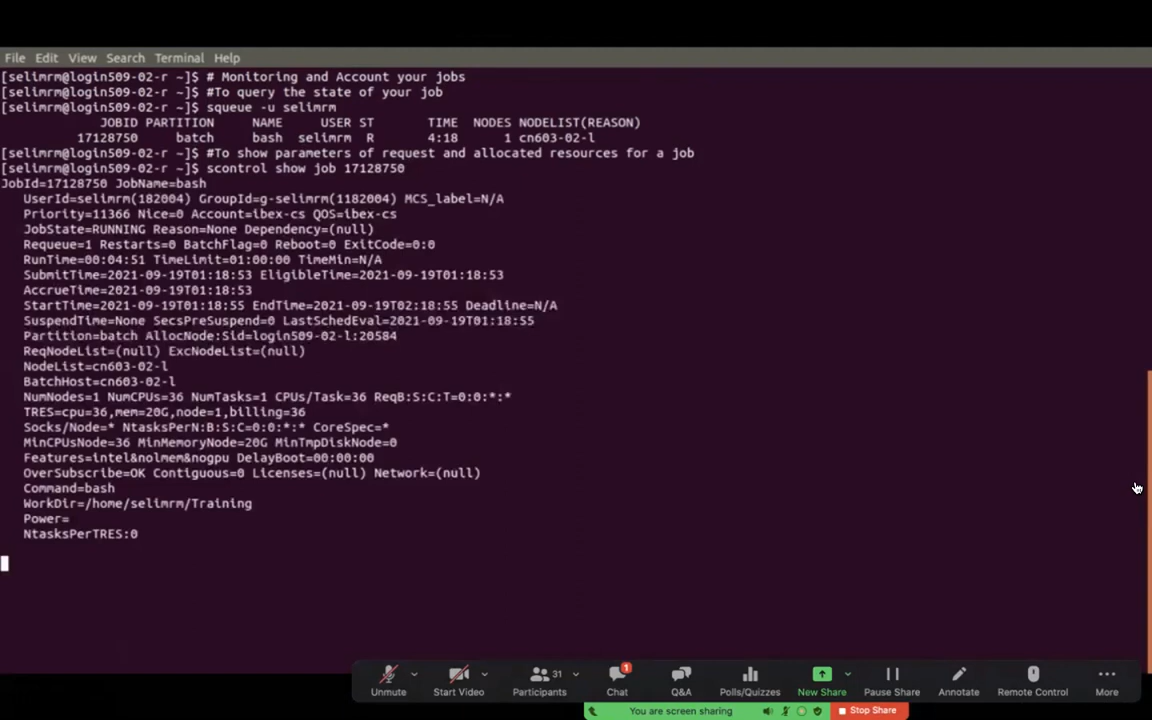 File Edit View Search Terminal Help
[selimrm@login509-02-r ~]$ # Monitoring and Account your jobs
[selimrm@login509-02-r ~]$ #To query the state of your job
[selimrm@login509-02-r ~]$ squeue -u selimrm
JOBID PARTITION NAME USER ST TIME NODES NODELIST(REASON)
17128750 batch bash selimrm R 4:18 1 cn603-02-l
[selimrm@login509-02-r ~]$ #To show parameters of request and allocated resources for a job
[selimrm@login509-02-r ~]$ scontrol show job 17128750
JobId=17128750 JobName=bash
UserId=selimrm(182004) GroupId=g-selimrm(1182004) MCS_label=N/A
Priority=11366 Nice=0 Account=ibex-cs QOS=ibex-cs
JobState=RUNNING Reason=None Dependency=(null)
Requeue=1 Restarts=0 BatchFlag=0 Reboot=0 ExitCode=0:0
RunTime=00:04:51 TimeLimit=01:00:00 TimeMin=N/A
SubmitTime=2021-09-19T01:18:53 EligibleTime=2021-09-19T01:18:53
AccrueTime=2021-09-19T01:18:53
StartTime=2021-09-19T01:18:55 EndTime=2021-09-19T02:18:55 Deadline=N/A
SuspendTime=None SecsPreSuspend=0 LastSchedEval=2021-09-19T01:18:55
Partition=batch AllocNode:Sid=login509-02-l:20584
ReqNodeList=(null) ExcNodeList=(null)
NodeList=cn603-02-l
BatchHost=cn603-02-l
NumNodes=1 NumCPUs=36 NumTasks=1 CPUs/Task=36 ReqB:S:C:T=0:0:*:*
TRES=cpu=36,mem=20G,node=1,billing=36
Socks/Node=* NtasksPerN:B:S:C=0:0:*:* CoreSpec=*
MinCPUsNode=36 MinMemoryNode=20G MinTmpDiskNode=0
Features=intel&nolmem&nogpu DelayBoot=00:00:00
OverSubscribe=OK Contiguous=0 Licenses=(null) Network=(null)
Command=bash
WorkDir=/home/selimrm/Training
Power=
NtasksPerTRES:0
31 1
Unmute Start Video Participants Chat Q&A Polls/Quizzes New Share Pause Share Annotate Remote Control More
You are screen sharing Stop Share